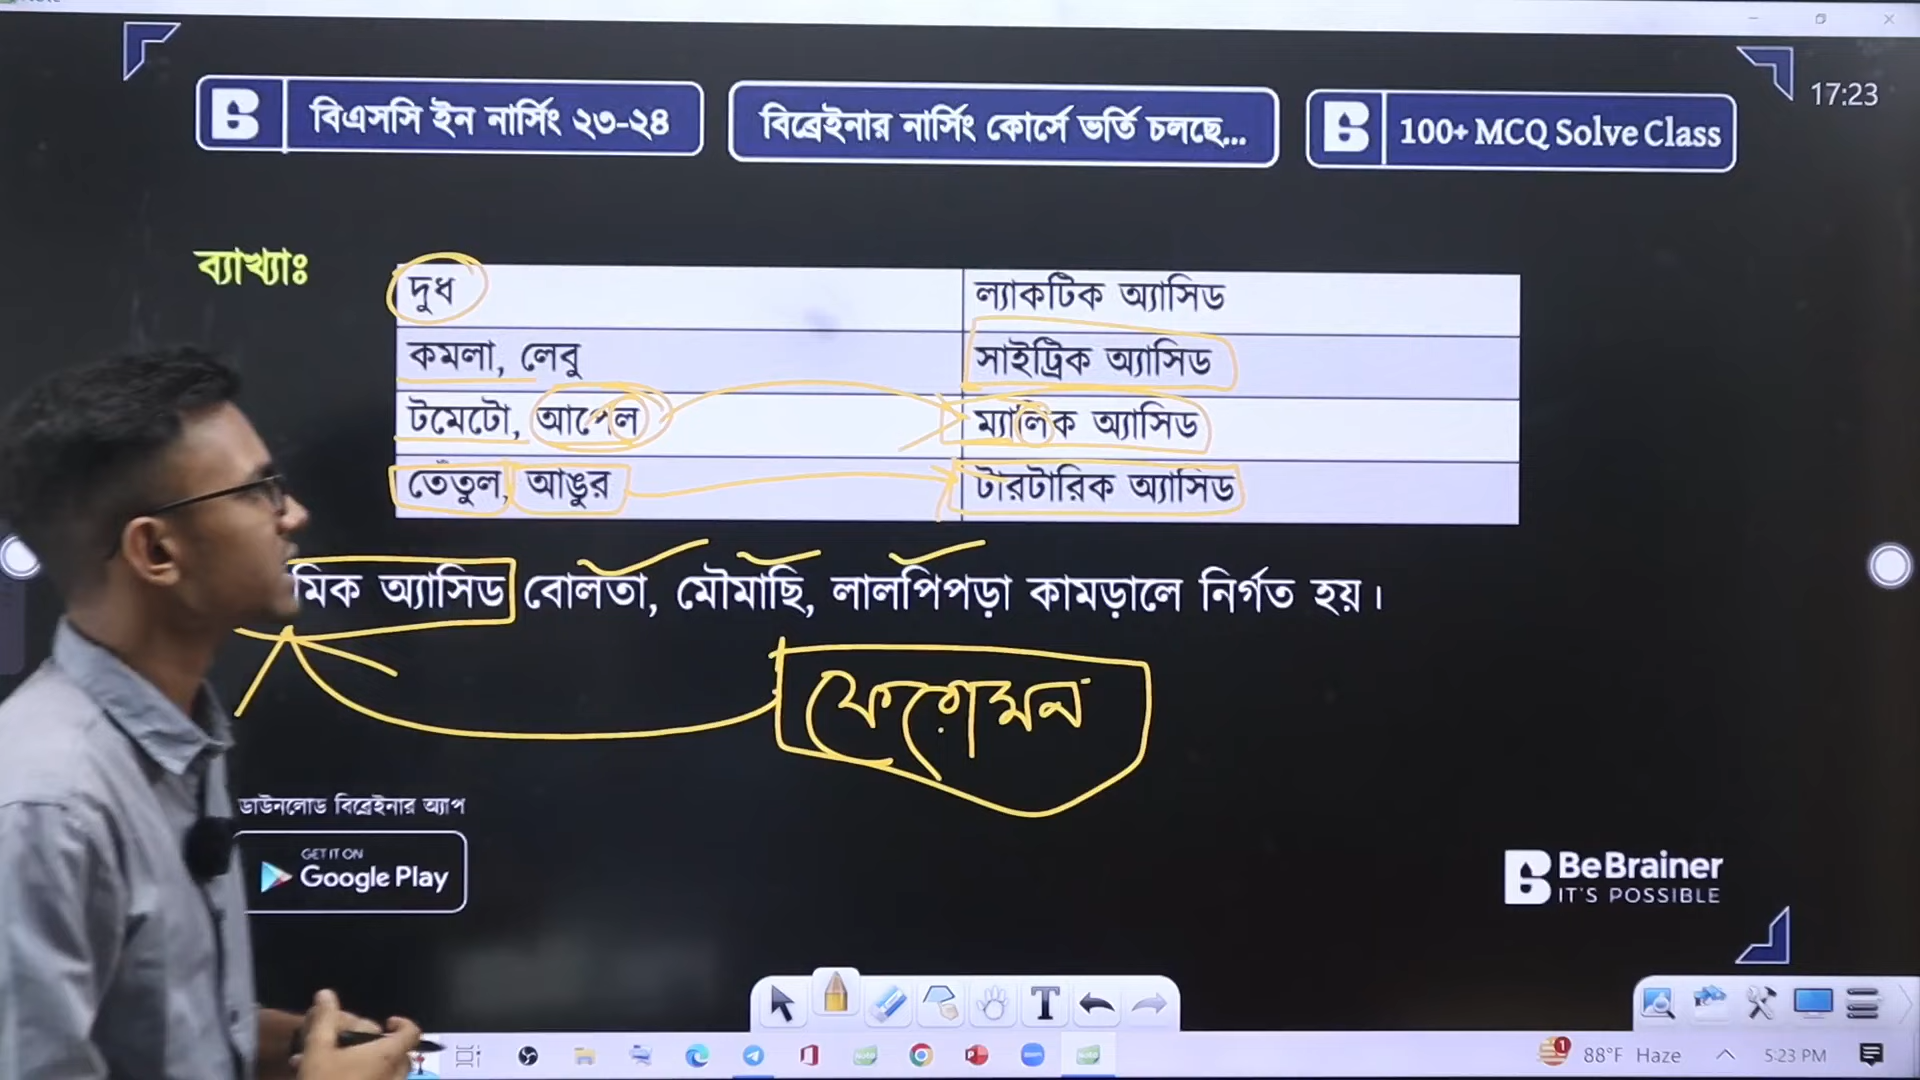 বিএসসি ইন নার্সিং ২৩-২৪
বিব্রেইনার নার্সিং কোর্সে ভর্তি চলছে...
100+ MCQ Solve Class
17:23
ব্যাখ্যাঃ
দুধ ল্যাকটিক অ্যাসিড
কমলা, লেবু সাইট্রিক অ্যাসিড
টমেটো, আপেল ম্যালিক অ্যাসিড
তেঁতুল, আঙুর টারটারিক অ্যাসিড
মিক অ্যাসিড বোলতা, মৌমাছি, লালপিপড়া কামড়ালে নির্গত হয়।
ফেরোমন
ডাউনলোড বিব্রেইনার অ্যাপ
GET IT ON
Google Play
BeBrainer
IT'S POSSIBLE
T
1
88°F Haze
5:23 PM